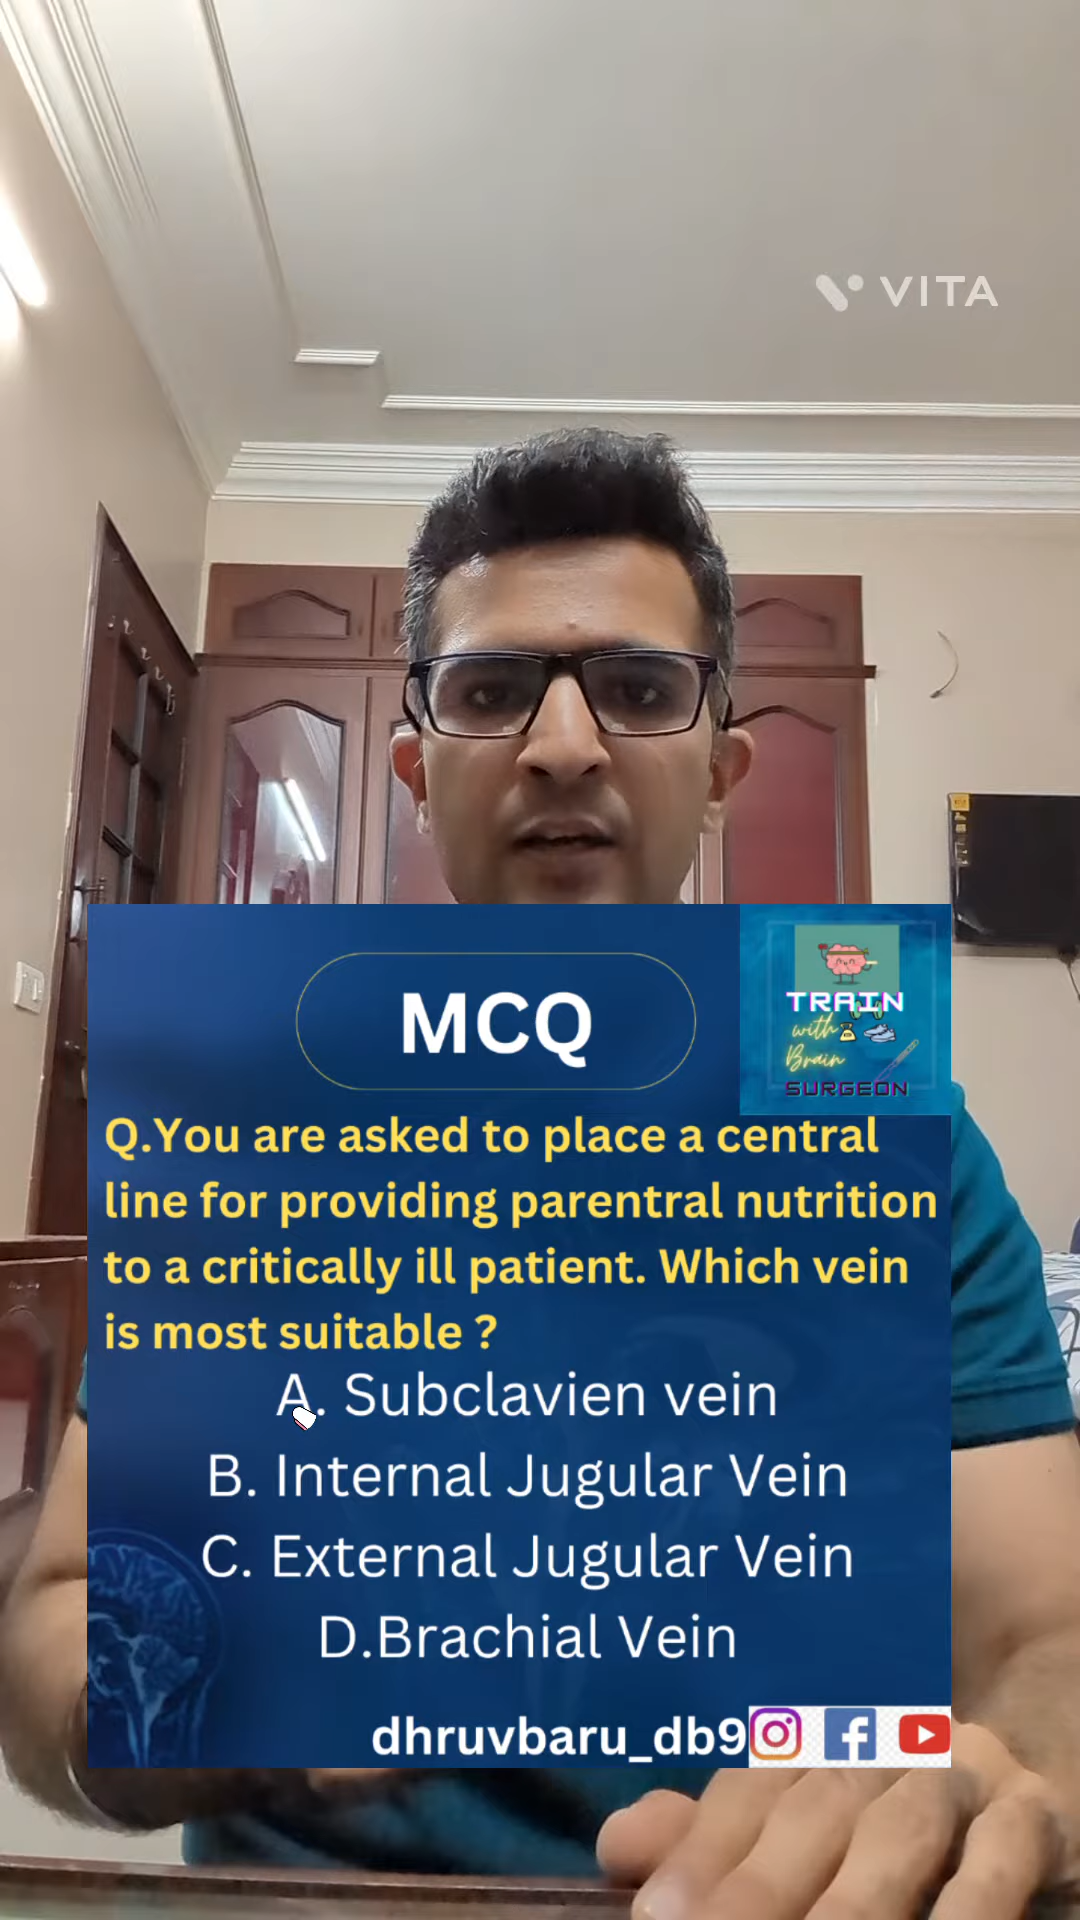 VITA
MCQ
TRAIN
with
Brain
SURGEON
Q.You are asked to place a central
line for providing parentral nutrition
to a critically ill patient. Which vein
is most suitable ?
A. Subclavien vein
B. Internal Jugular Vein
C. External Jugular Vein
D.Brachial Vein
dhruvbaru_db9